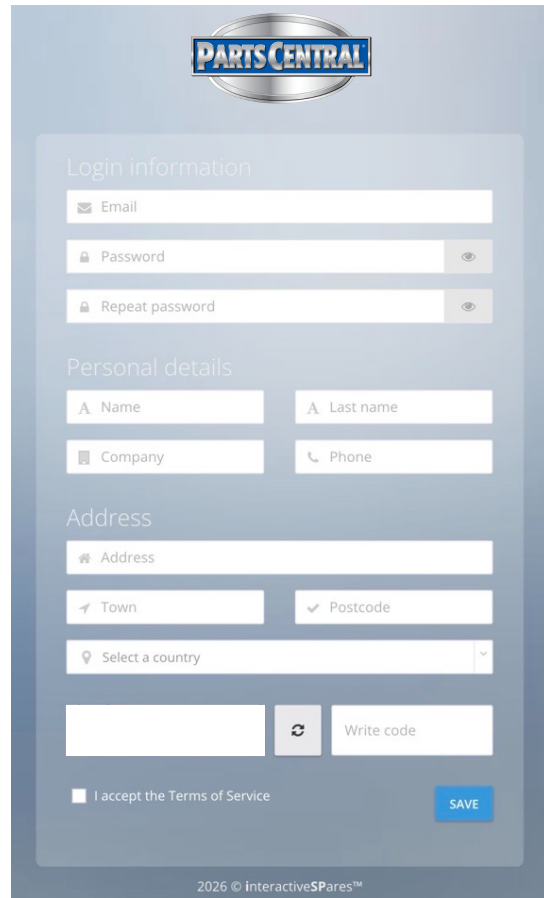 PARTS CENTRAL
Login information
Email
Password
Repeat password
Personal details
Name
Last name
Company
Phone
Address
Address
Town
Postcode
Select a country
Write code
I accept the Terms of Service
SAVE
2026 © interactiveSPares™